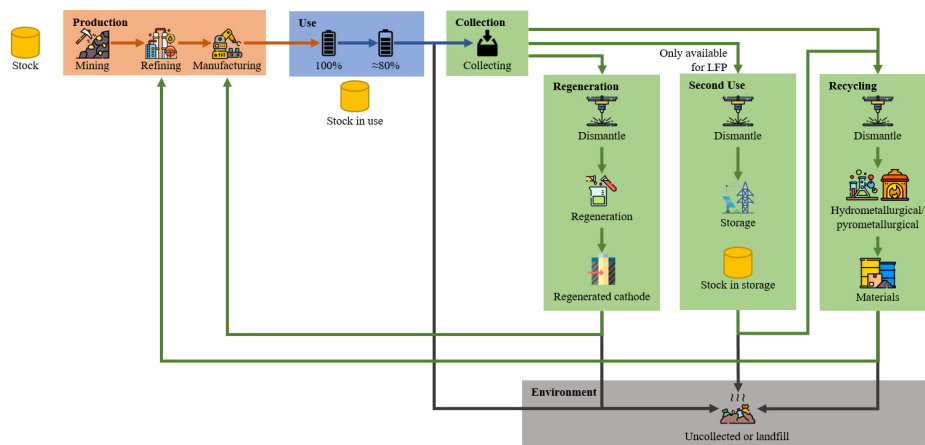 Production
Use
Collection
Stock
Mining
Refining
Manufacturing
100%
≈80%
Collecting
Stock in use
Only available
for LFP
Regeneration
Second Use
Recycling
Dismantle
Dismantle
Dismantle
Regeneration
Storage
Hydrometallurgical/
pyrometallurgical
Regenerated cathode
Stock in storage
Materials
Environment
Uncollected or landfill